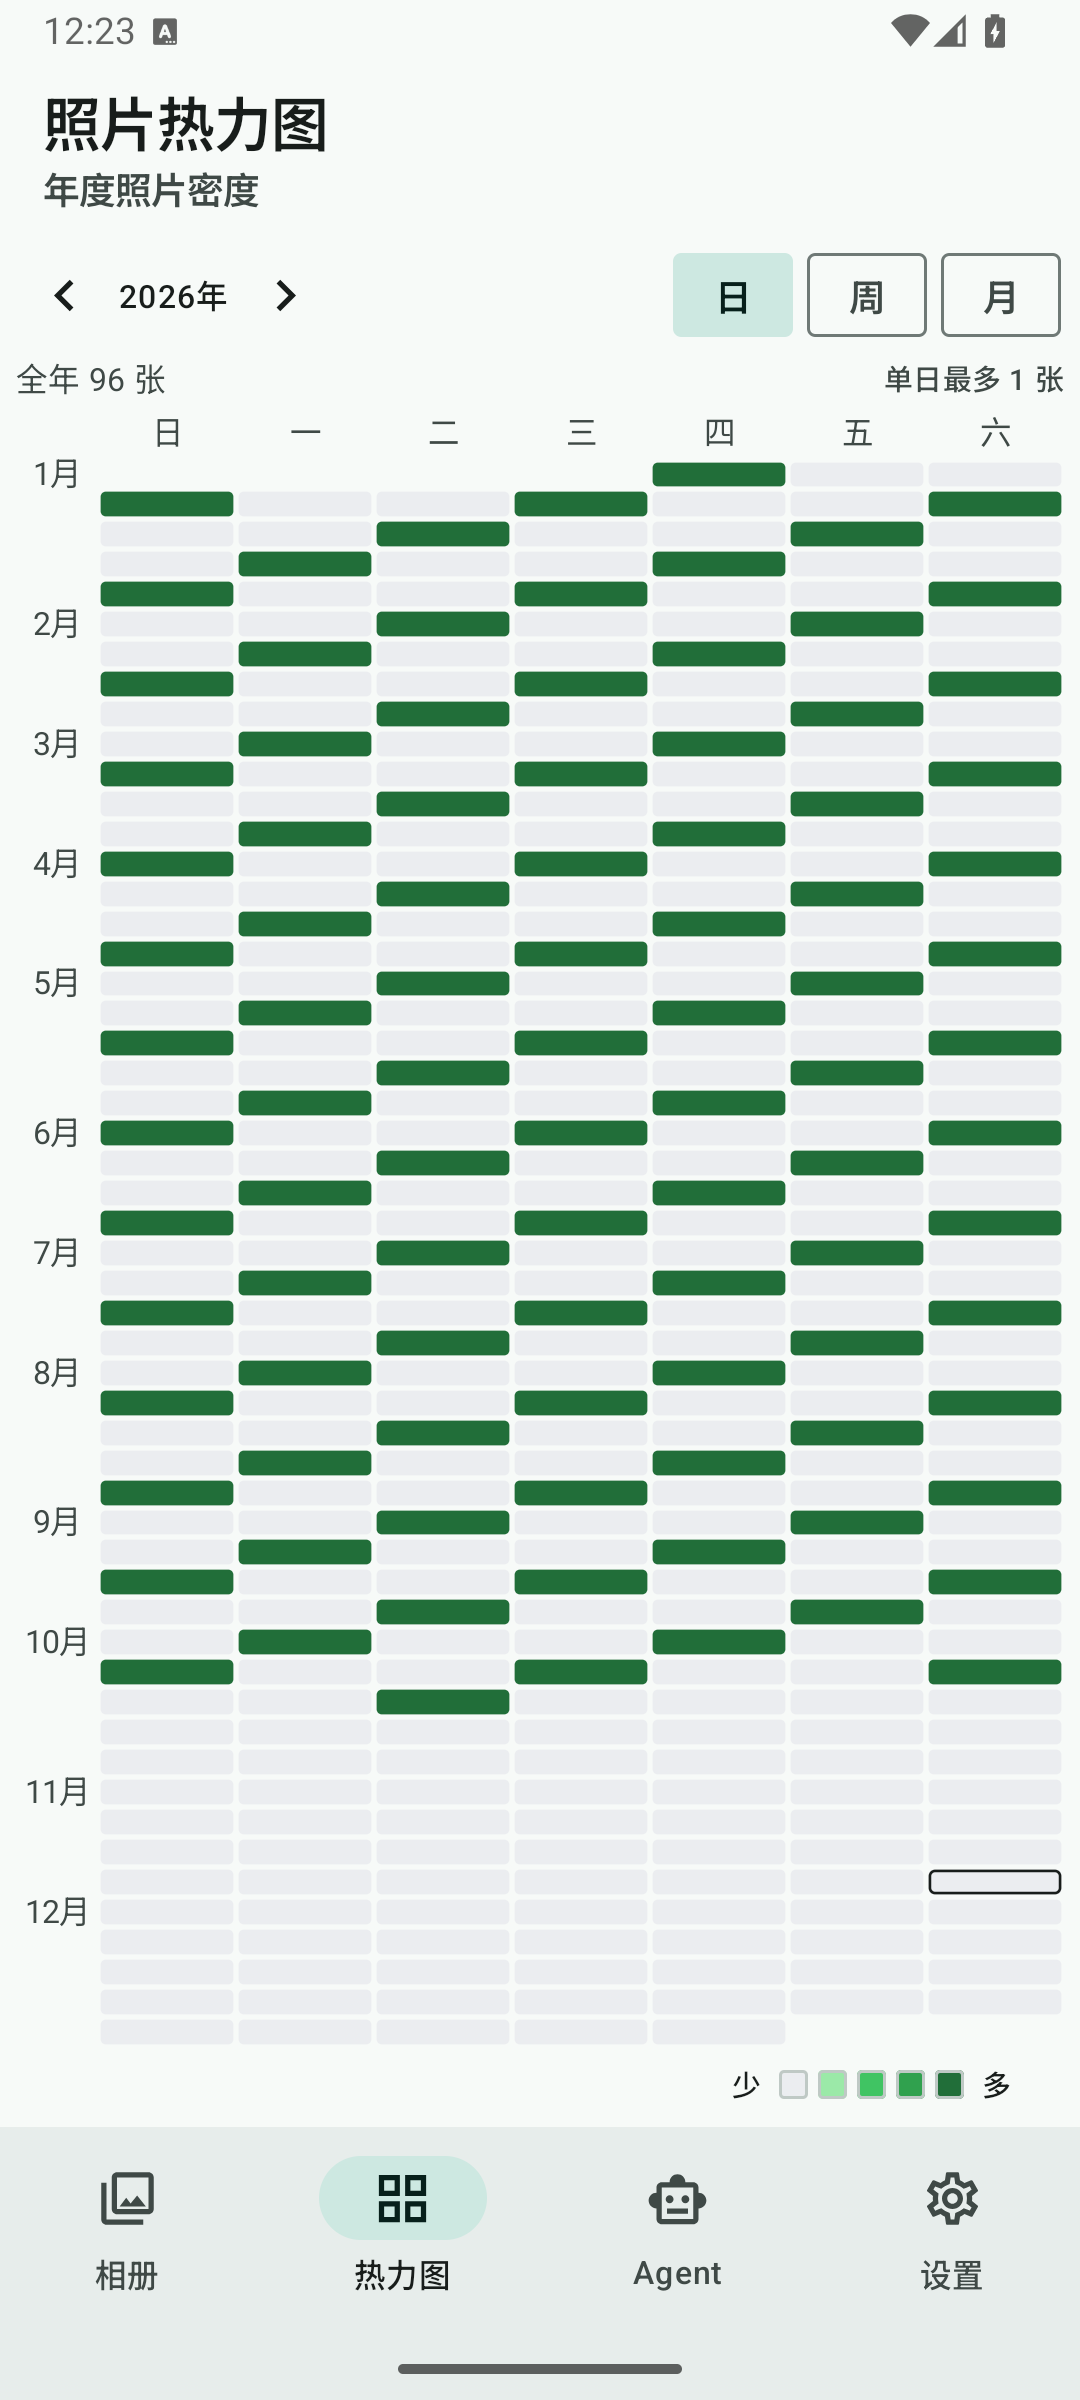 12:23
照片热力图
年度照片密度
2026年
日 周 月
全年 96 张
单日最多 1 张
日 一 二 三 四 五 六
1月
2月
3月
4月
5月
6月
7月
8月
9月
10月
11月
12月
少 多
相册 热力图 Agent 设置